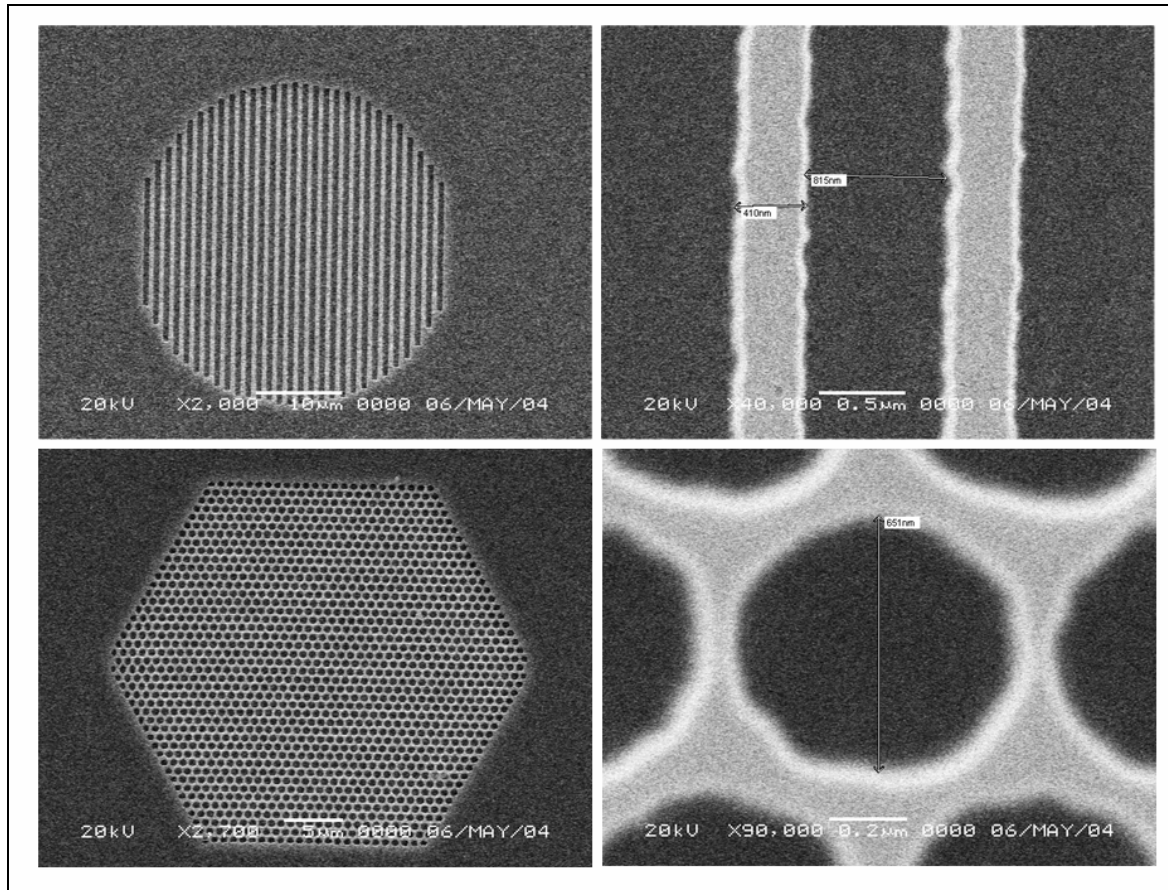 20kV X2,000 10μm 0000 06/MAY/04
815nm
410nm
20kV X40,000 0.5μm 0000 06/MAY/04
20kV X2,700 5μm 0000 06/MAY/04
651nm
20kV X90,000 0.2μm 0000 06/MAY/04